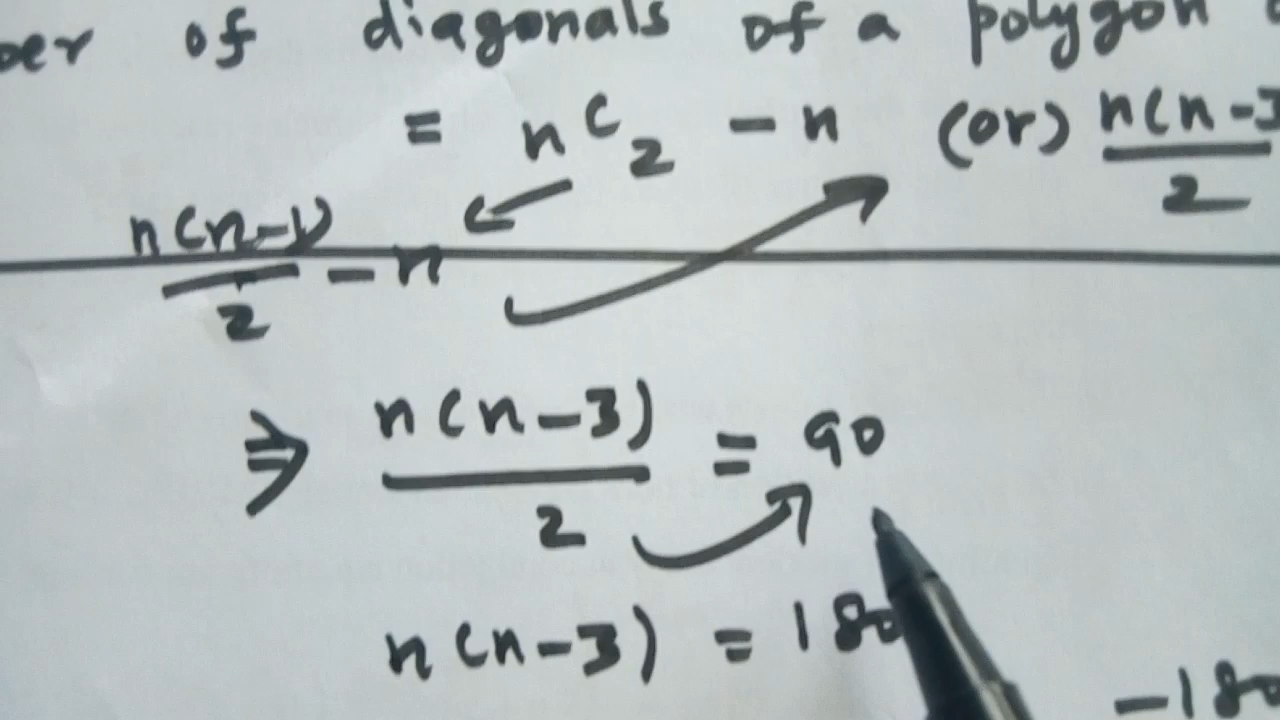 of diagonals of a polygon
= nC2 - n (or) n(n-3)/2
n(n-1)/2 - n
⇒ n(n-3)/2 = 90
n(n-3) = 180
-180